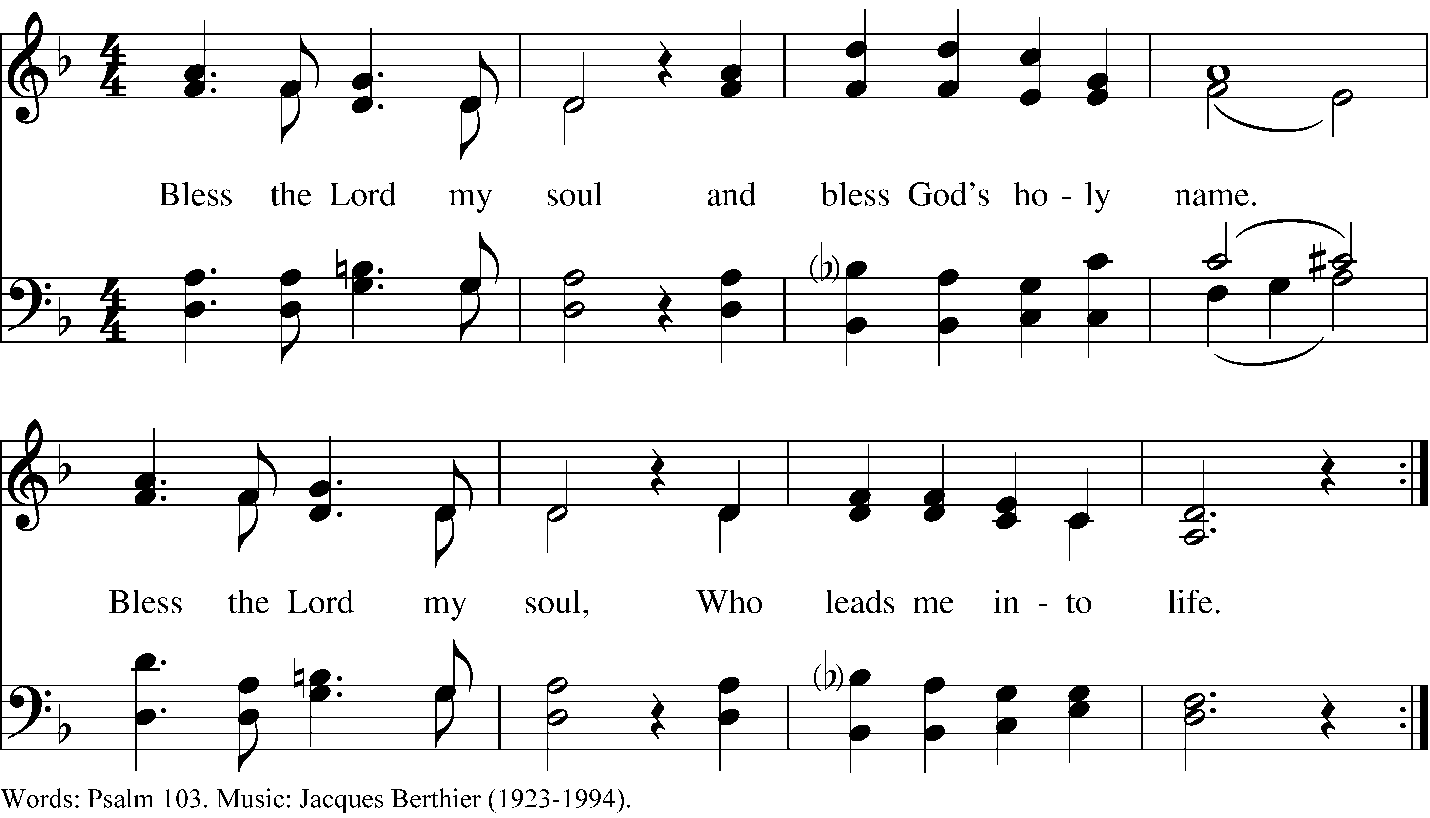 Bless the Lord my soul and bless God's ho - ly name.
Bless the Lord my soul, Who leads me in - to life.
Words: Psalm 103. Music: Jacques Berthier (1923-1994).